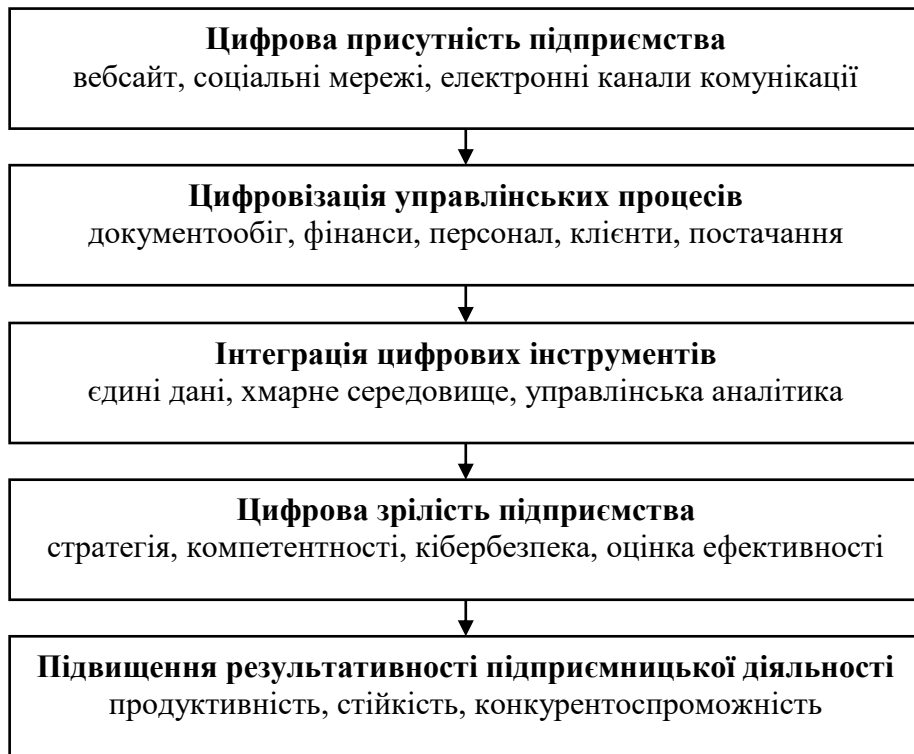 Цифрова присутність підприємства
вебсайт, соціальні мережі, електронні канали комунікації
Цифровізація управлінських процесів
документообіг, фінанси, персонал, клієнти, постачання
Інтеграція цифрових інструментів
єдині дані, хмарне середовище, управлінська аналітика
Цифрова зрілість підприємства
стратегія, компетентності, кібербезпека, оцінка ефективності
Підвищення результативності підприємницької діяльності
продуктивність, стійкість, конкурентоспроможність